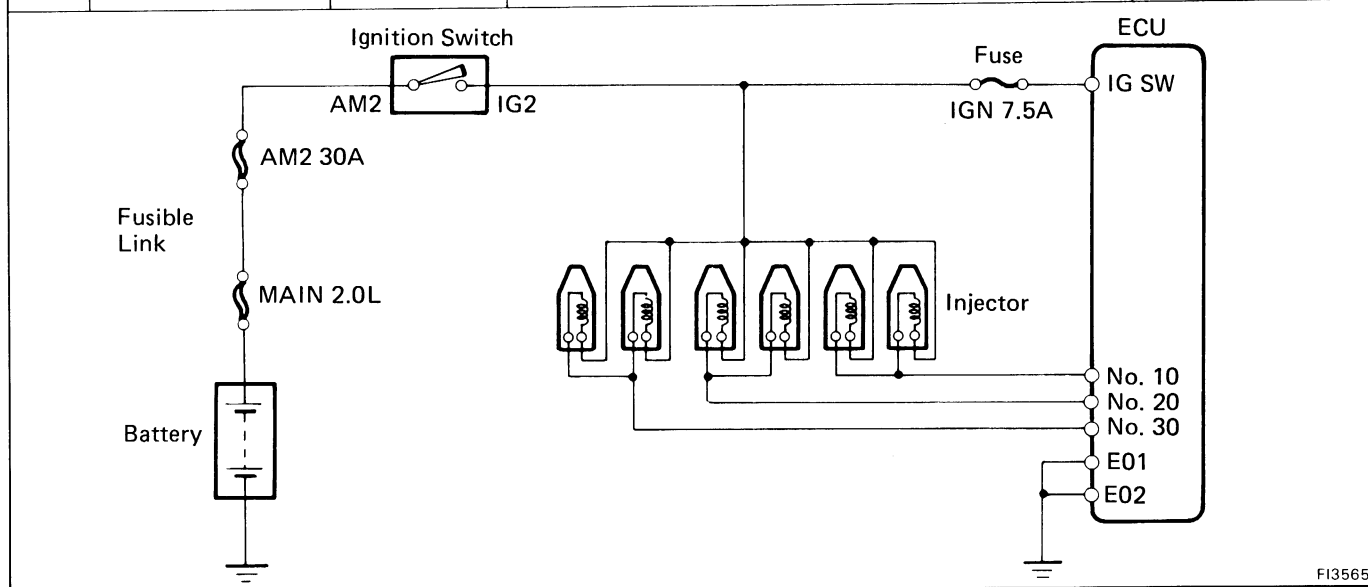 ECU
Ignition Switch
Fuse
IG SW
AM2
IG2
IGN 7.5A
AM2 30A
Fusible
Link
MAIN 2.0L
Injector
No. 10
No. 20
No. 30
Battery
E01
E02
FI3565